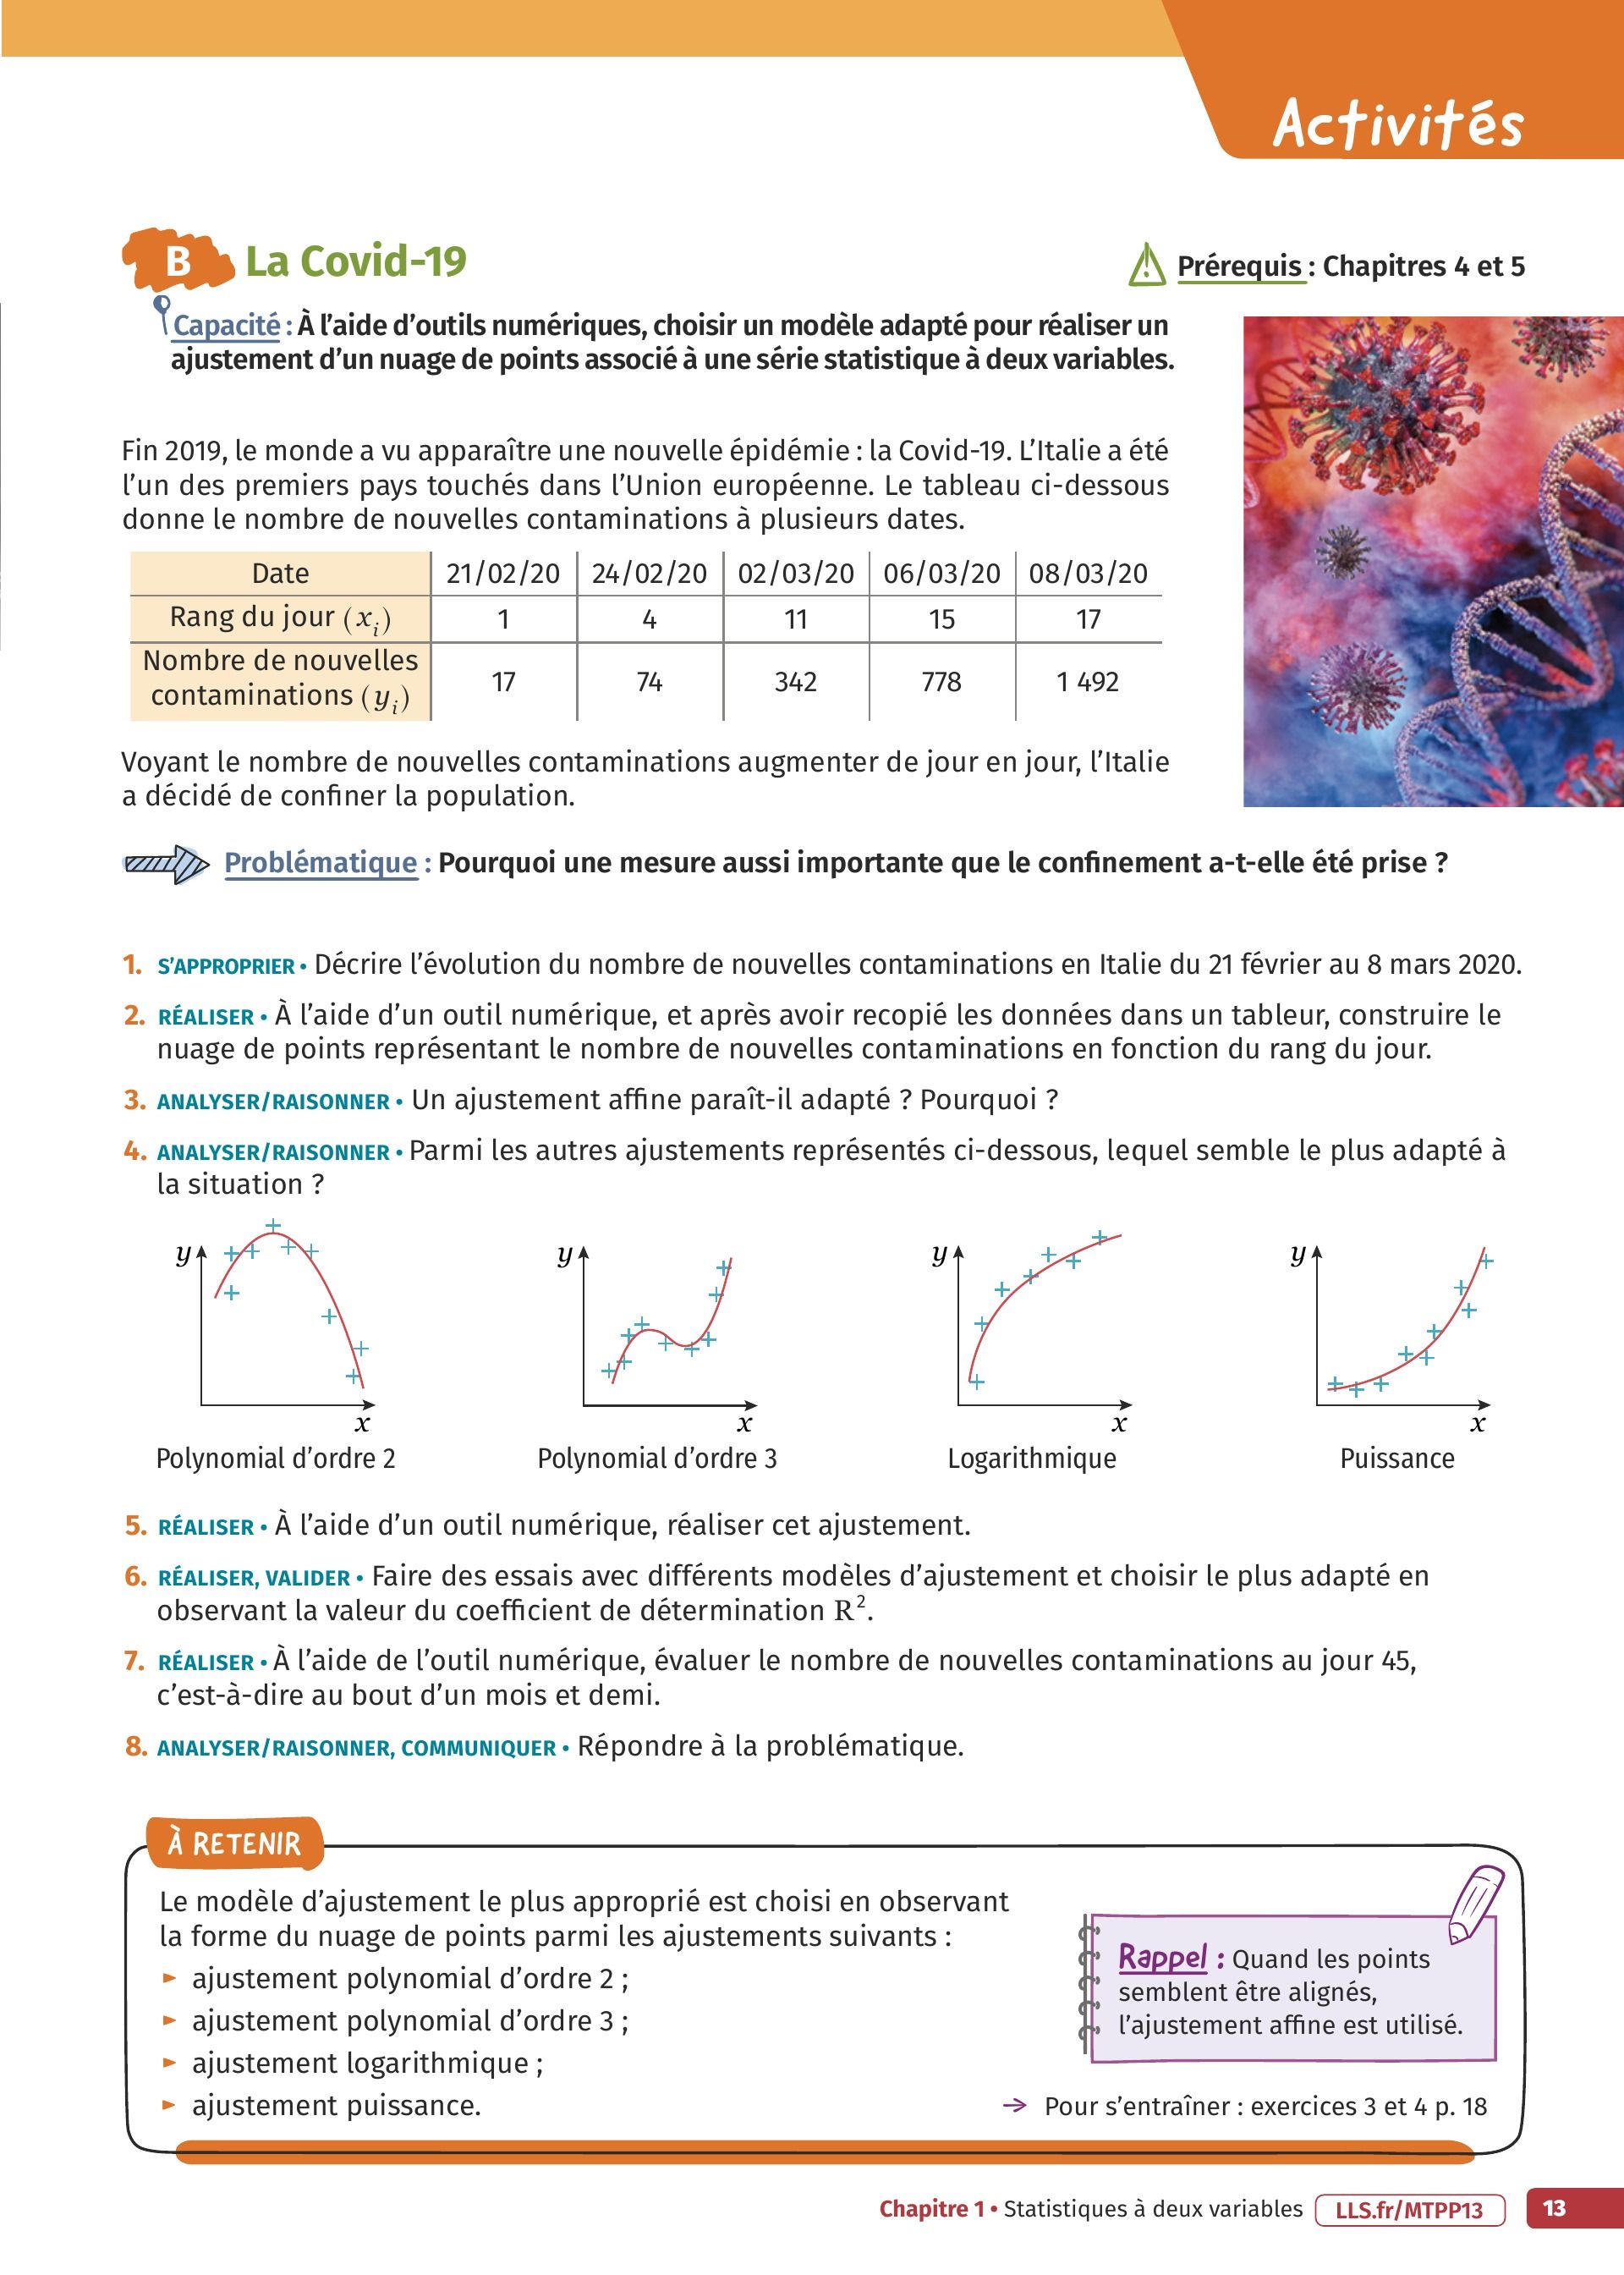 Activités
B La Covid-19
Prérequis : Chapitres 4 et 5
Capacité : À l'aide d'outils numériques, choisir un modèle adapté pour réaliser un
ajustement d'un nuage de points associé à une série statistique à deux variables.
Fin 2019, le monde a vu apparaître une nouvelle épidémie : la Covid-19. L'Italie a été
l'un des premiers pays touchés dans l'Union européenne. Le tableau ci-dessous
donne le nombre de nouvelles contaminations à plusieurs dates.
Date 21/02/20 24/02/20 02/03/20 06/03/20 08/03/20
Rang du jour (x_i) 1 4 11 15 17
Nombre de nouvelles
contaminations (y_i) 17 74 342 778 1 492
Voyant le nombre de nouvelles contaminations augmenter de jour en jour, l'Italie
a décidé de confiner la population.
Problématique : Pourquoi une mesure aussi importante que le confinement a-t-elle été prise ?
1. S'APPROPRIER • Décrire l'évolution du nombre de nouvelles contaminations en Italie du 21 février au 8 mars 2020.
2. RÉALISER • À l'aide d'un outil numérique, et après avoir recopié les données dans un tableur, construire le
nuage de points représentant le nombre de nouvelles contaminations en fonction du rang du jour.
3. ANALYSER/RAISONNER • Un ajustement affine paraît-il adapté ? Pourquoi ?
4. ANALYSER/RAISONNER • Parmi les autres ajustements représentés ci-dessous, lequel semble le plus adapté à
la situation ?
y y y y
x x x x
Polynomial d'ordre 2 Polynomial d'ordre 3 Logarithmique Puissance
5. RÉALISER • À l'aide d'un outil numérique, réaliser cet ajustement.
6. RÉALISER, VALIDER • Faire des essais avec différents modèles d'ajustement et choisir le plus adapté en
observant la valeur du coefficient de détermination R².
7. RÉALISER • À l'aide de l'outil numérique, évaluer le nombre de nouvelles contaminations au jour 45,
c'est-à-dire au bout d'un mois et demi.
8. ANALYSER/RAISONNER, COMMUNIQUER • Répondre à la problématique.
À RETENIR
Le modèle d'ajustement le plus approprié est choisi en observant
la forme du nuage de points parmi les ajustements suivants :
► ajustement polynomial d'ordre 2 ;
► ajustement polynomial d'ordre 3 ;
► ajustement logarithmique ;
► ajustement puissance.
Rappel : Quand les points
semblent être alignés,
l'ajustement affine est utilisé.
→ Pour s'entraîner : exercices 3 et 4 p. 18
Chapitre 1 • Statistiques à deux variables LLS.fr/MTPP13 13